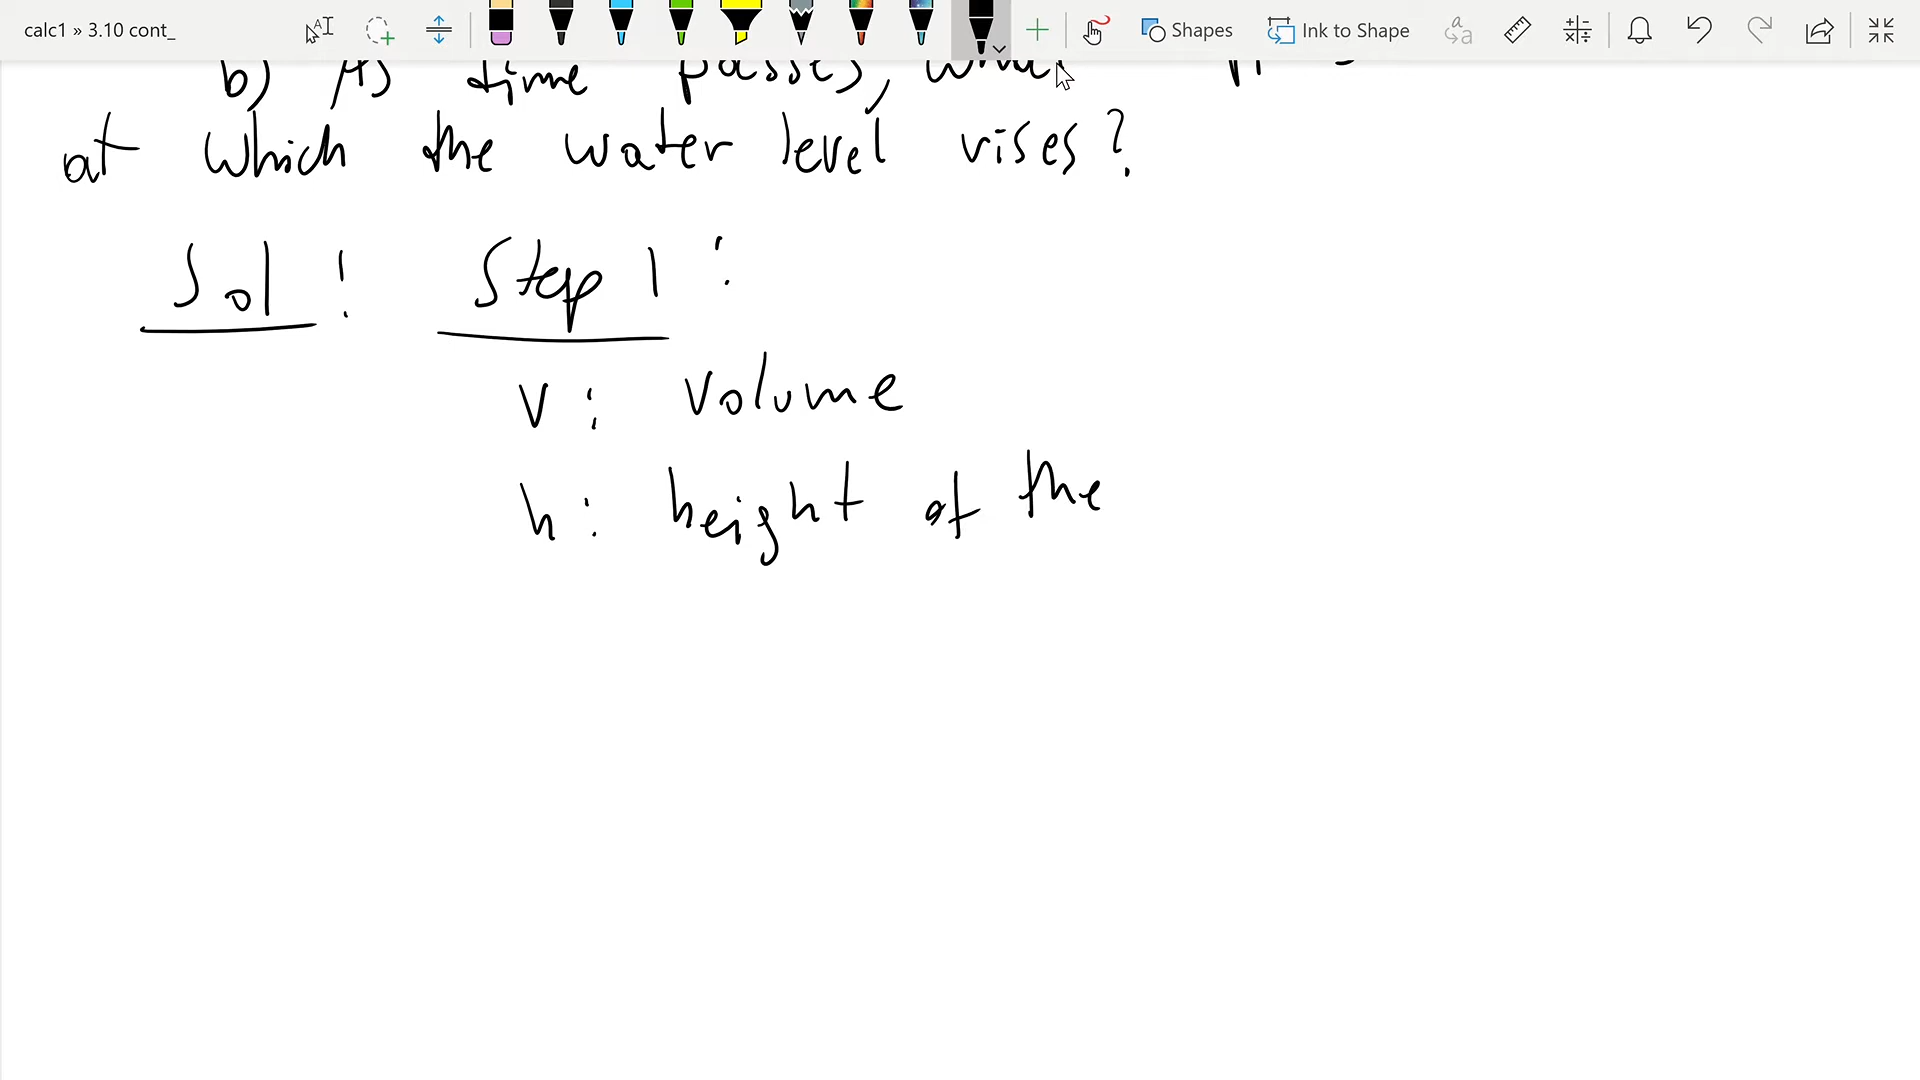 calc1 » 3.10 cont_
Shapes
Ink to Shape
b) As time passes, what
at which the water level rises?
Sol : Step 1 :
V : Volume
h : height of the